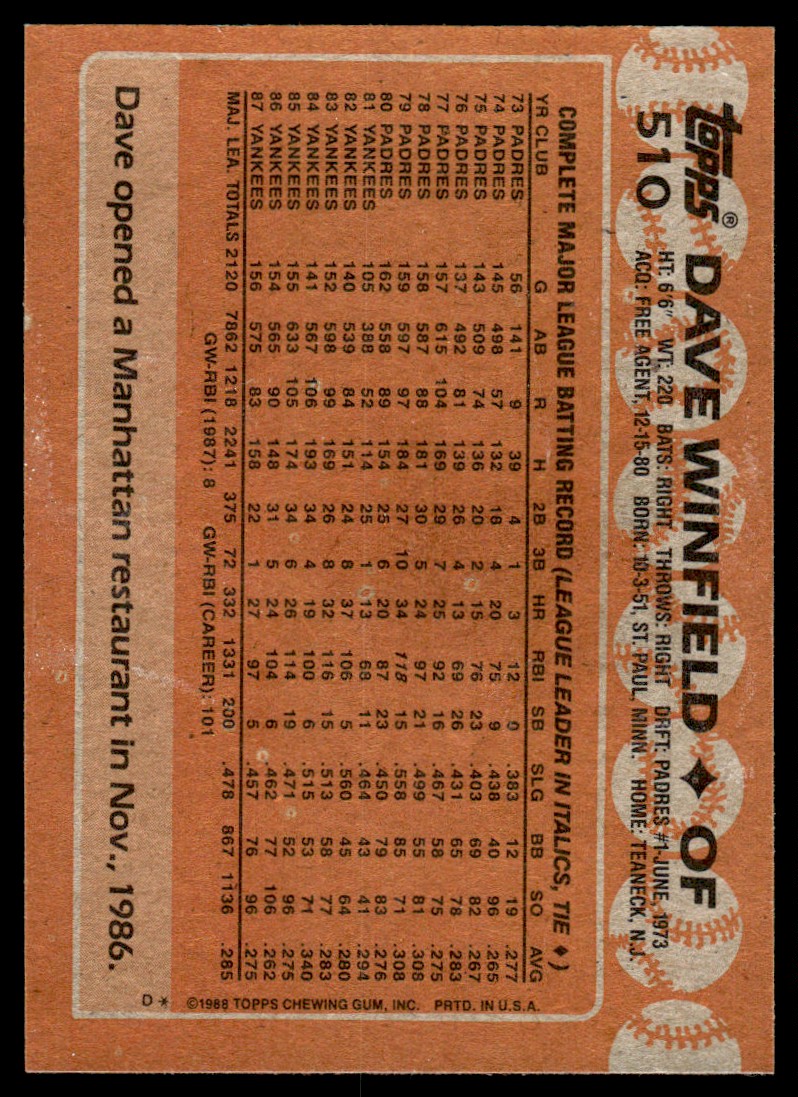 topps®
510
DAVE WINFIELD ♦ OF
HT: 6'6" WT: 220 BATS: RIGHT THROWS: RIGHT DRFT: PADRES #1-JUNE, 1973
ACQ: FREE AGENT, 12-15-80 BORN: 10-3-51, ST. PAUL, MINN. HOME: TEANECK, N.J.
COMPLETE MAJOR LEAGUE BATTING RECORD (LEAGUE LEADER IN ITALICS, TIE ♦)
YR CLUB G AB R H 2B 3B HR RBI SB SLG BB SO AVG
73 PADRES 56 141 9 39 4 1 3 12 0 .383 12 19 .277
74 PADRES 145 498 57 132 18 4 20 75 9 .438 40 96 .265
75 PADRES 143 509 74 136 20 2 15 76 23 .403 69 82 .267
76 PADRES 137 492 81 139 26 4 13 69 26 .431 65 78 .283
77 PADRES 157 615 104 169 29 7 25 92 16 .467 58 75 .275
78 PADRES 158 587 88 181 30 5 24 97 21 .499 55 81 .308
79 PADRES 159 597 97 184 27 10 34 118 15 .558 85 71 .308
80 PADRES 162 558 89 154 25 6 20 87 23 .450 79 83 .276
81 YANKEES 105 388 52 114 25 1 13 68 11 .464 43 41 .294
82 YANKEES 140 539 84 151 24 8 37 106 5 .560 45 64 .280
83 YANKEES 152 598 99 169 26 8 32 116 15 .513 58 77 .283
84 YANKEES 141 567 106 193 34 4 19 100 6 .515 53 71 .340
85 YANKEES 155 633 105 174 34 6 26 114 19 .471 52 96 .275
86 YANKEES 154 565 90 148 31 5 24 104 6 .462 77 106 .262
87 YANKEES 156 575 83 158 22 1 27 97 5 .457 76 96 .275
MAJ. LEA. TOTALS 2120 7862 1218 2241 375 72 332 1331 200 .478 867 1136 .285
GW-RBI (1987): 8 GW-RBI (CAREER): 101
©1988 TOPPS CHEWING GUM, INC. PRTD. IN U.S.A.
D*
Dave opened a Manhattan restaurant in Nov., 1986.